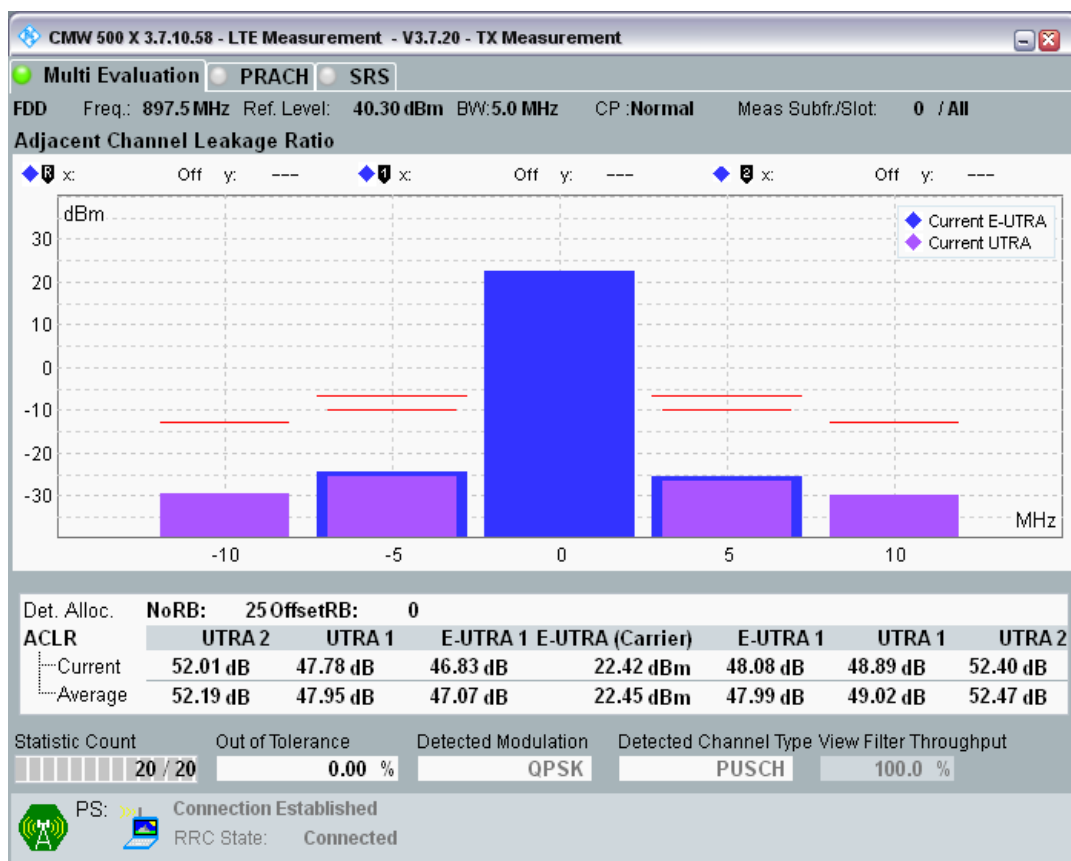 CMW 500 X 3.7.10.58 - LTE Measurement - V3.7.20 - TX Measurement
Multi Evaluation PRACH SRS
FDD Freq.: 897.5 MHz Ref. Level: 40.30 dBm BW:5.0 MHz CP :Normal Meas Subfr./Slot: 0 / All
Adjacent Channel Leakage Ratio
R x: Off y: --- 1 x: Off y: --- 2 x: Off y: ---
dBm
Current E-UTRA
Current UTRA
30
20
10
0
-10
-20
-30
MHz
-10 -5 0 5 10
Det. Alloc. NoRB: 25 OffsetRB: 0
ACLR UTRA 2 UTRA 1 E-UTRA 1 E-UTRA (Carrier) E-UTRA 1 UTRA 1 UTRA 2
Current 52.01 dB 47.78 dB 46.83 dB 22.42 dBm 48.08 dB 48.89 dB 52.40 dB
Average 52.19 dB 47.95 dB 47.07 dB 22.45 dBm 47.99 dB 49.02 dB 52.47 dB
Statistic Count Out of Tolerance Detected Modulation Detected Channel Type View Filter Throughput
20 / 20 0.00 % QPSK PUSCH 100.0 %
PS: Connection Established
RRC State: Connected